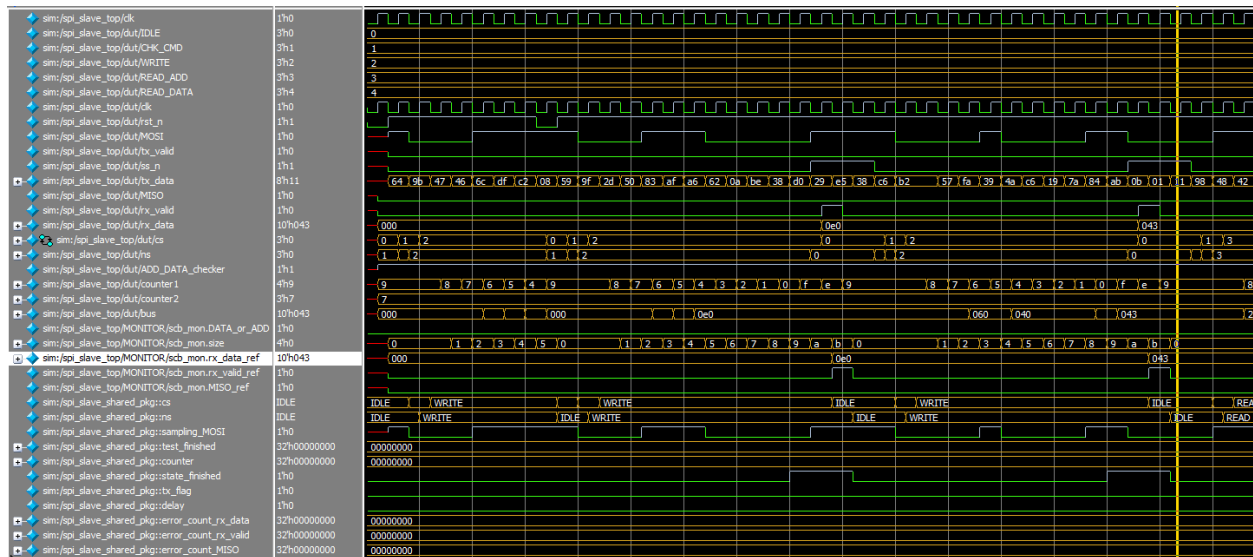 sim:/spi_slave_top/clk 1'h0
sim:/spi_slave_top/dut/IDLE 3'h0 0
sim:/spi_slave_top/dut/CHK_CMD 3'h1 1
sim:/spi_slave_top/dut/WRITE 3'h2 2
sim:/spi_slave_top/dut/READ_ADD 3'h3 3
sim:/spi_slave_top/dut/READ_DATA 3'h4 4
sim:/spi_slave_top/dut/clk 1'h0
sim:/spi_slave_top/dut/rst_n 1'h1
sim:/spi_slave_top/dut/MOSI 1'h0
sim:/spi_slave_top/dut/tx_valid 1'h0
sim:/spi_slave_top/dut/ss_n 1'h1
sim:/spi_slave_top/dut/tx_data 8'h11 64 9b 47 46 6c df c2 08 59 9f 2d 50 83 af a6 62 0a be 38 d0 29 e5 38 c6 b2 57 fa 39 4a c6 19 7a 84 ab 0b 01 11 98 48 42
sim:/spi_slave_top/dut/MISO 1'h0
sim:/spi_slave_top/dut/rx_valid 1'h0
sim:/spi_slave_top/dut/rx_data 10'h043 000 0e0 043
sim:/spi_slave_top/dut/cs 3'h0 0 1 2 0 1 2 0 1 2 0 1 3
sim:/spi_slave_top/dut/ns 3'h0 1 2 1 2 0 2 0 3
sim:/spi_slave_top/dut/ADD_DATA_checker 1'h1
sim:/spi_slave_top/dut/counter1 4'h9 9 8 7 6 5 4 9 8 7 6 5 4 3 2 1 0 f e 9 8 7 6 5 4 3 2 1 0 f e 9 8
sim:/spi_slave_top/dut/counter2 3'h7 7
sim:/spi_slave_top/dut/bus 10'h043 000 000 0e0 060 040 043 2
sim:/spi_slave_top/MONITOR/scb_mon.DATA_or_ADD 1'h0
sim:/spi_slave_top/MONITOR/scb_mon.size 4'h0 0 1 2 3 4 5 0 1 2 3 4 5 6 7 8 9 a b 0 1 2 3 4 5 6 7 8 9 a b 0
sim:/spi_slave_top/MONITOR/scb_mon.rx_data_ref 10'h043 000 0e0 043
sim:/spi_slave_top/MONITOR/scb_mon.rx_valid_ref 1'h0
sim:/spi_slave_top/MONITOR/scb_mon.MISO_ref 1'h0
sim:/spi_slave_shared_pkg::cs IDLE IDLE WRITE WRITE IDLE WRITE IDLE REA
sim:/spi_slave_shared_pkg::ns IDLE IDLE WRITE IDLE WRITE IDLE WRITE IDLE READ
sim:/spi_slave_shared_pkg::sampling_MOSI 1'h0
sim:/spi_slave_shared_pkg::test_finished 32'h00000000 00000000
sim:/spi_slave_shared_pkg::counter 32'h00000000 00000000
sim:/spi_slave_shared_pkg::state_finished 1'h0
sim:/spi_slave_shared_pkg::tx_flag 1'h0
sim:/spi_slave_shared_pkg::delay 1'h0
sim:/spi_slave_shared_pkg::error_count_rx_data 32'h00000000 00000000
sim:/spi_slave_shared_pkg::error_count_rx_valid 32'h00000000 00000000
sim:/spi_slave_shared_pkg::error_count_MISO 32'h00000000 00000000